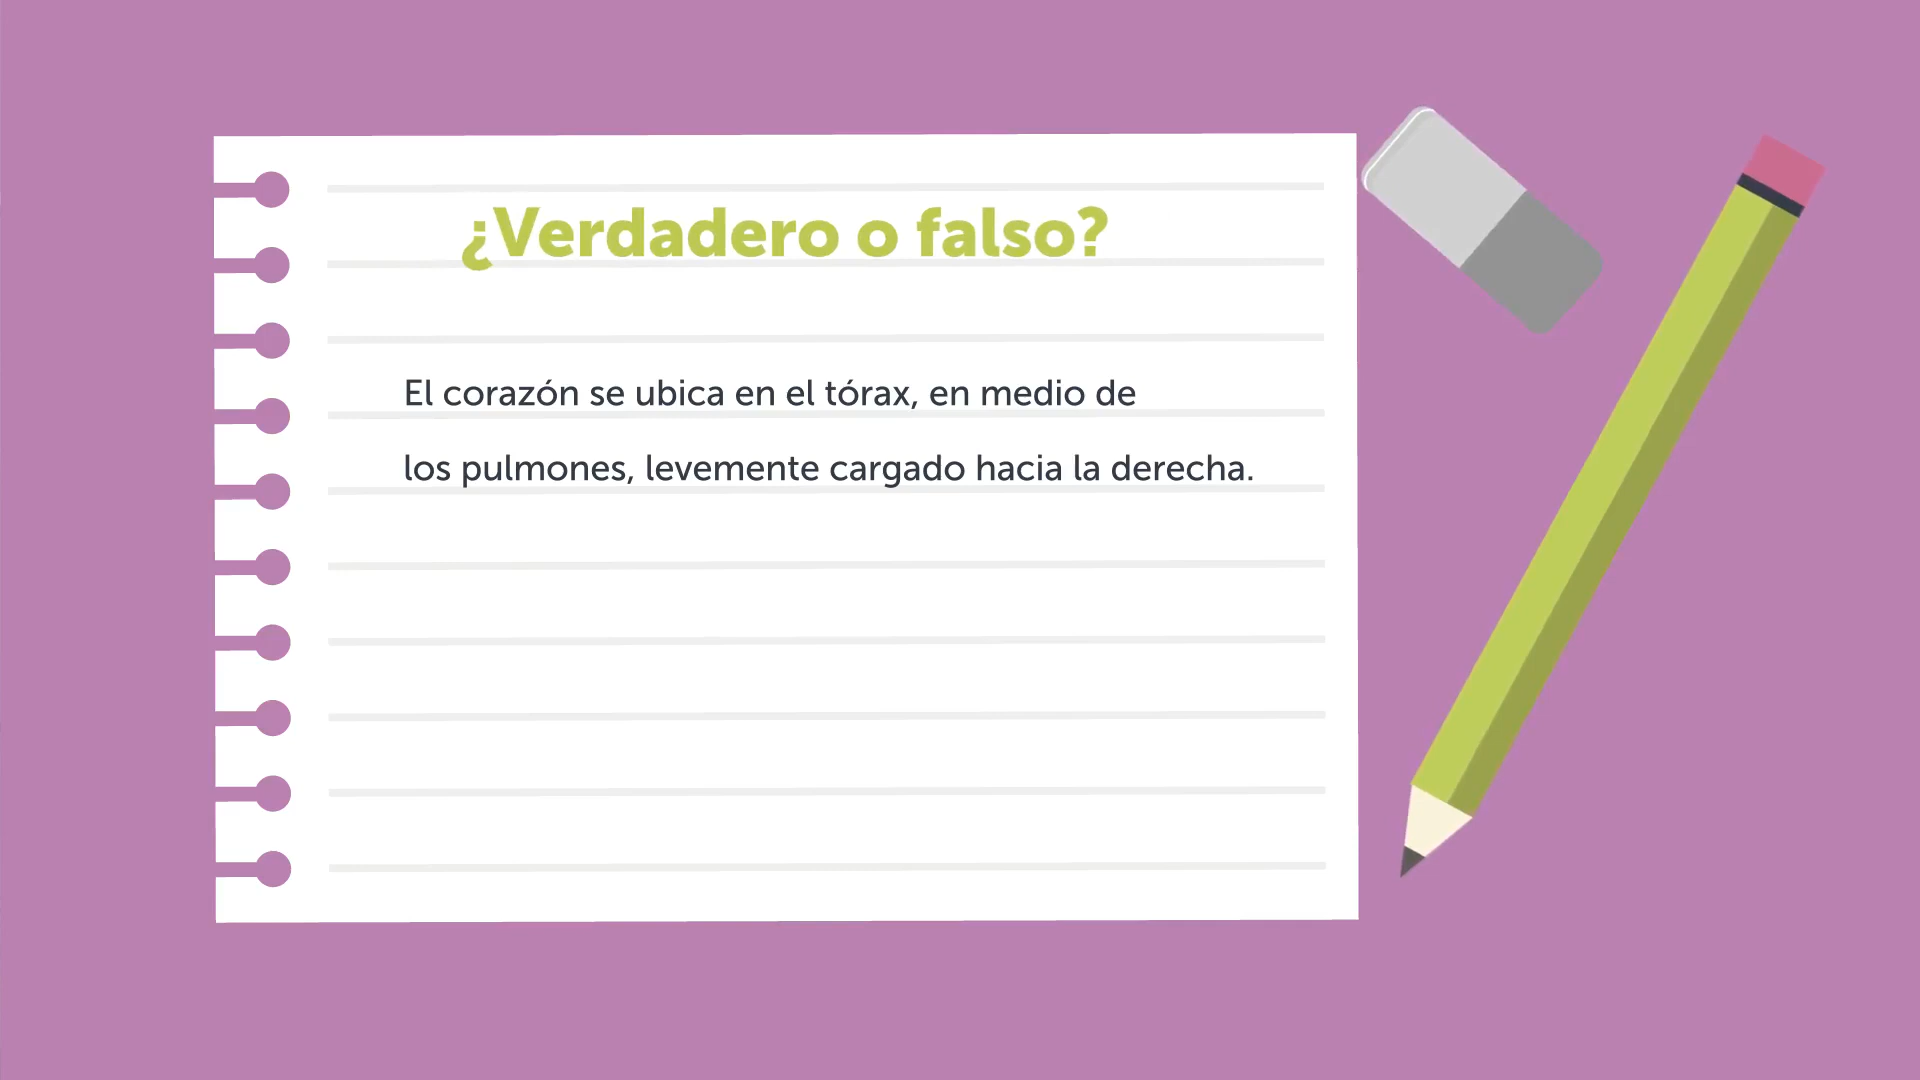 ¿Verdadero o falso?
El corazón se ubica en el tórax, en medio de
los pulmones, levemente cargado hacia la derecha.